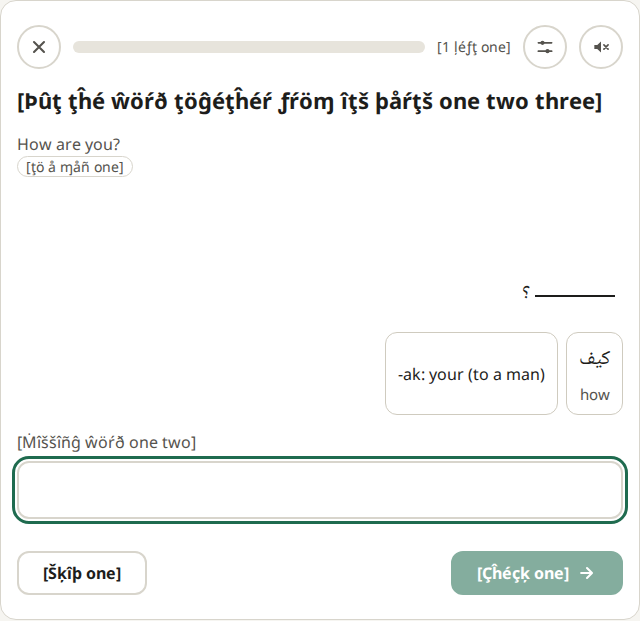 [1 ļéƒţ one]
[Þûţ ţĥé ŵöŕð ţöĝéţĥéŕ ƒŕöɱ îţš þåŕţš one two three]
How are you?
[ţö å ɱåñ one]
؟
كيف
how
-ak: your (to a man)
[Ṁîššîñĝ ŵöŕð one two]
[Šķîþ one]
[Çĥéçķ one]